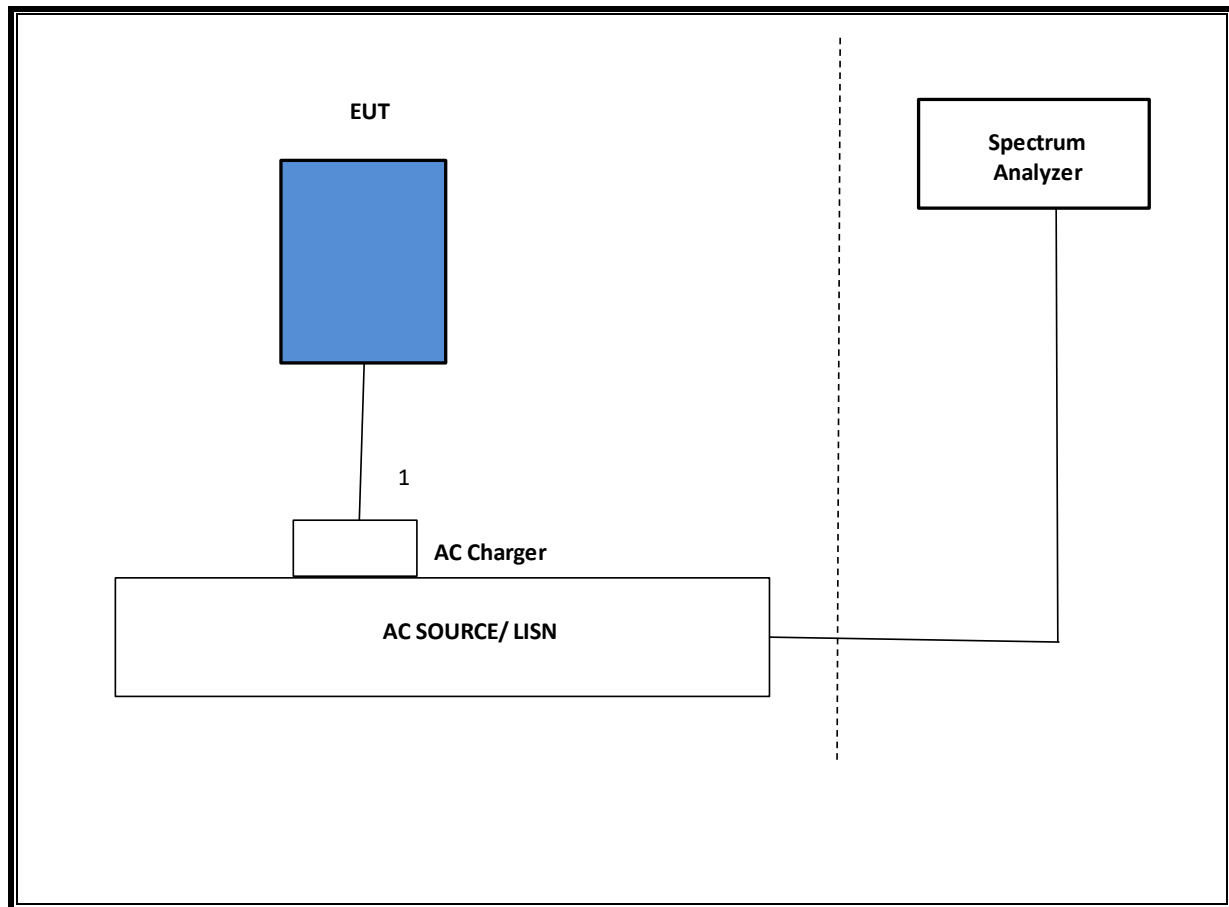 EUT
Spectrum
Analyzer
1
AC Charger
AC SOURCE/ LISN